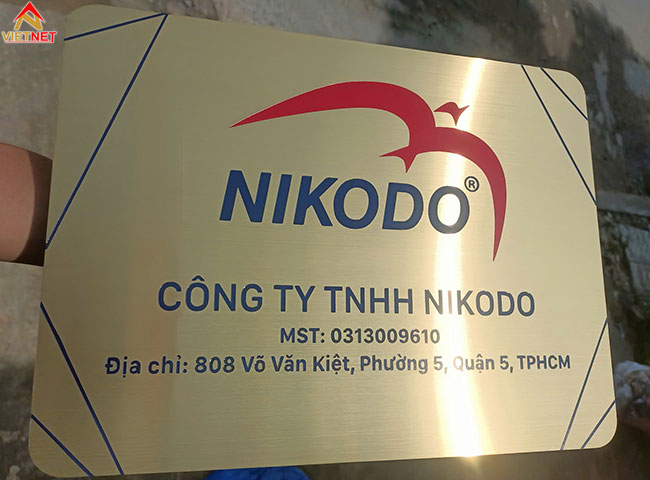 VIETNET
NIKODO®
CÔNG TY TNHH NIKODO
MST: 0313009610
Địa chỉ: 808 Võ Văn Kiệt, Phường 5, Quận 5, TPHCM